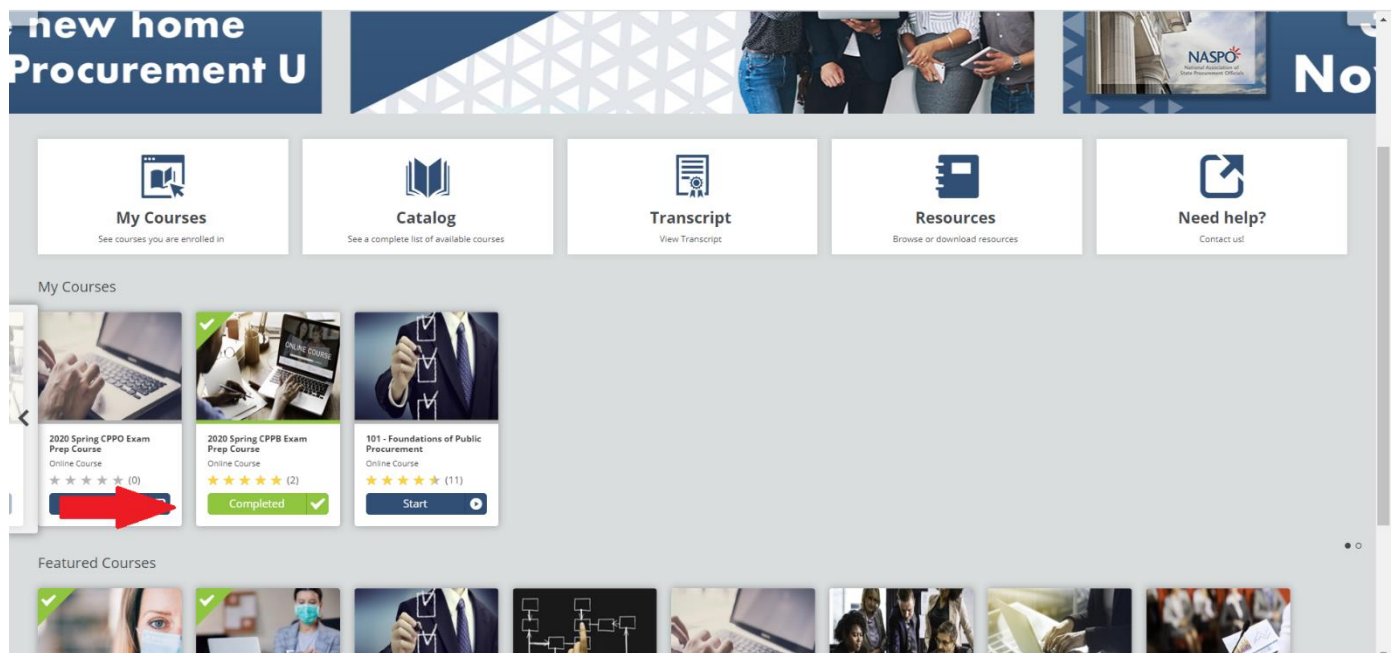 new home
Procurement U
NASPO
National Association of
State Procurement Officials
No
My Courses
See courses you are enrolled in
Catalog
See a complete list of available courses
Transcript
View Transcript
Resources
Browse or download resources
Need help?
Contact us!
My Courses
ONLINE COURSE
2020 Spring CPPO Exam
Prep Course
Online Course
(0)
2020 Spring CPPB Exam
Prep Course
Online Course
(2)
Completed
101 - Foundations of Public
Procurement
Online Course
(11)
Start
Featured Courses